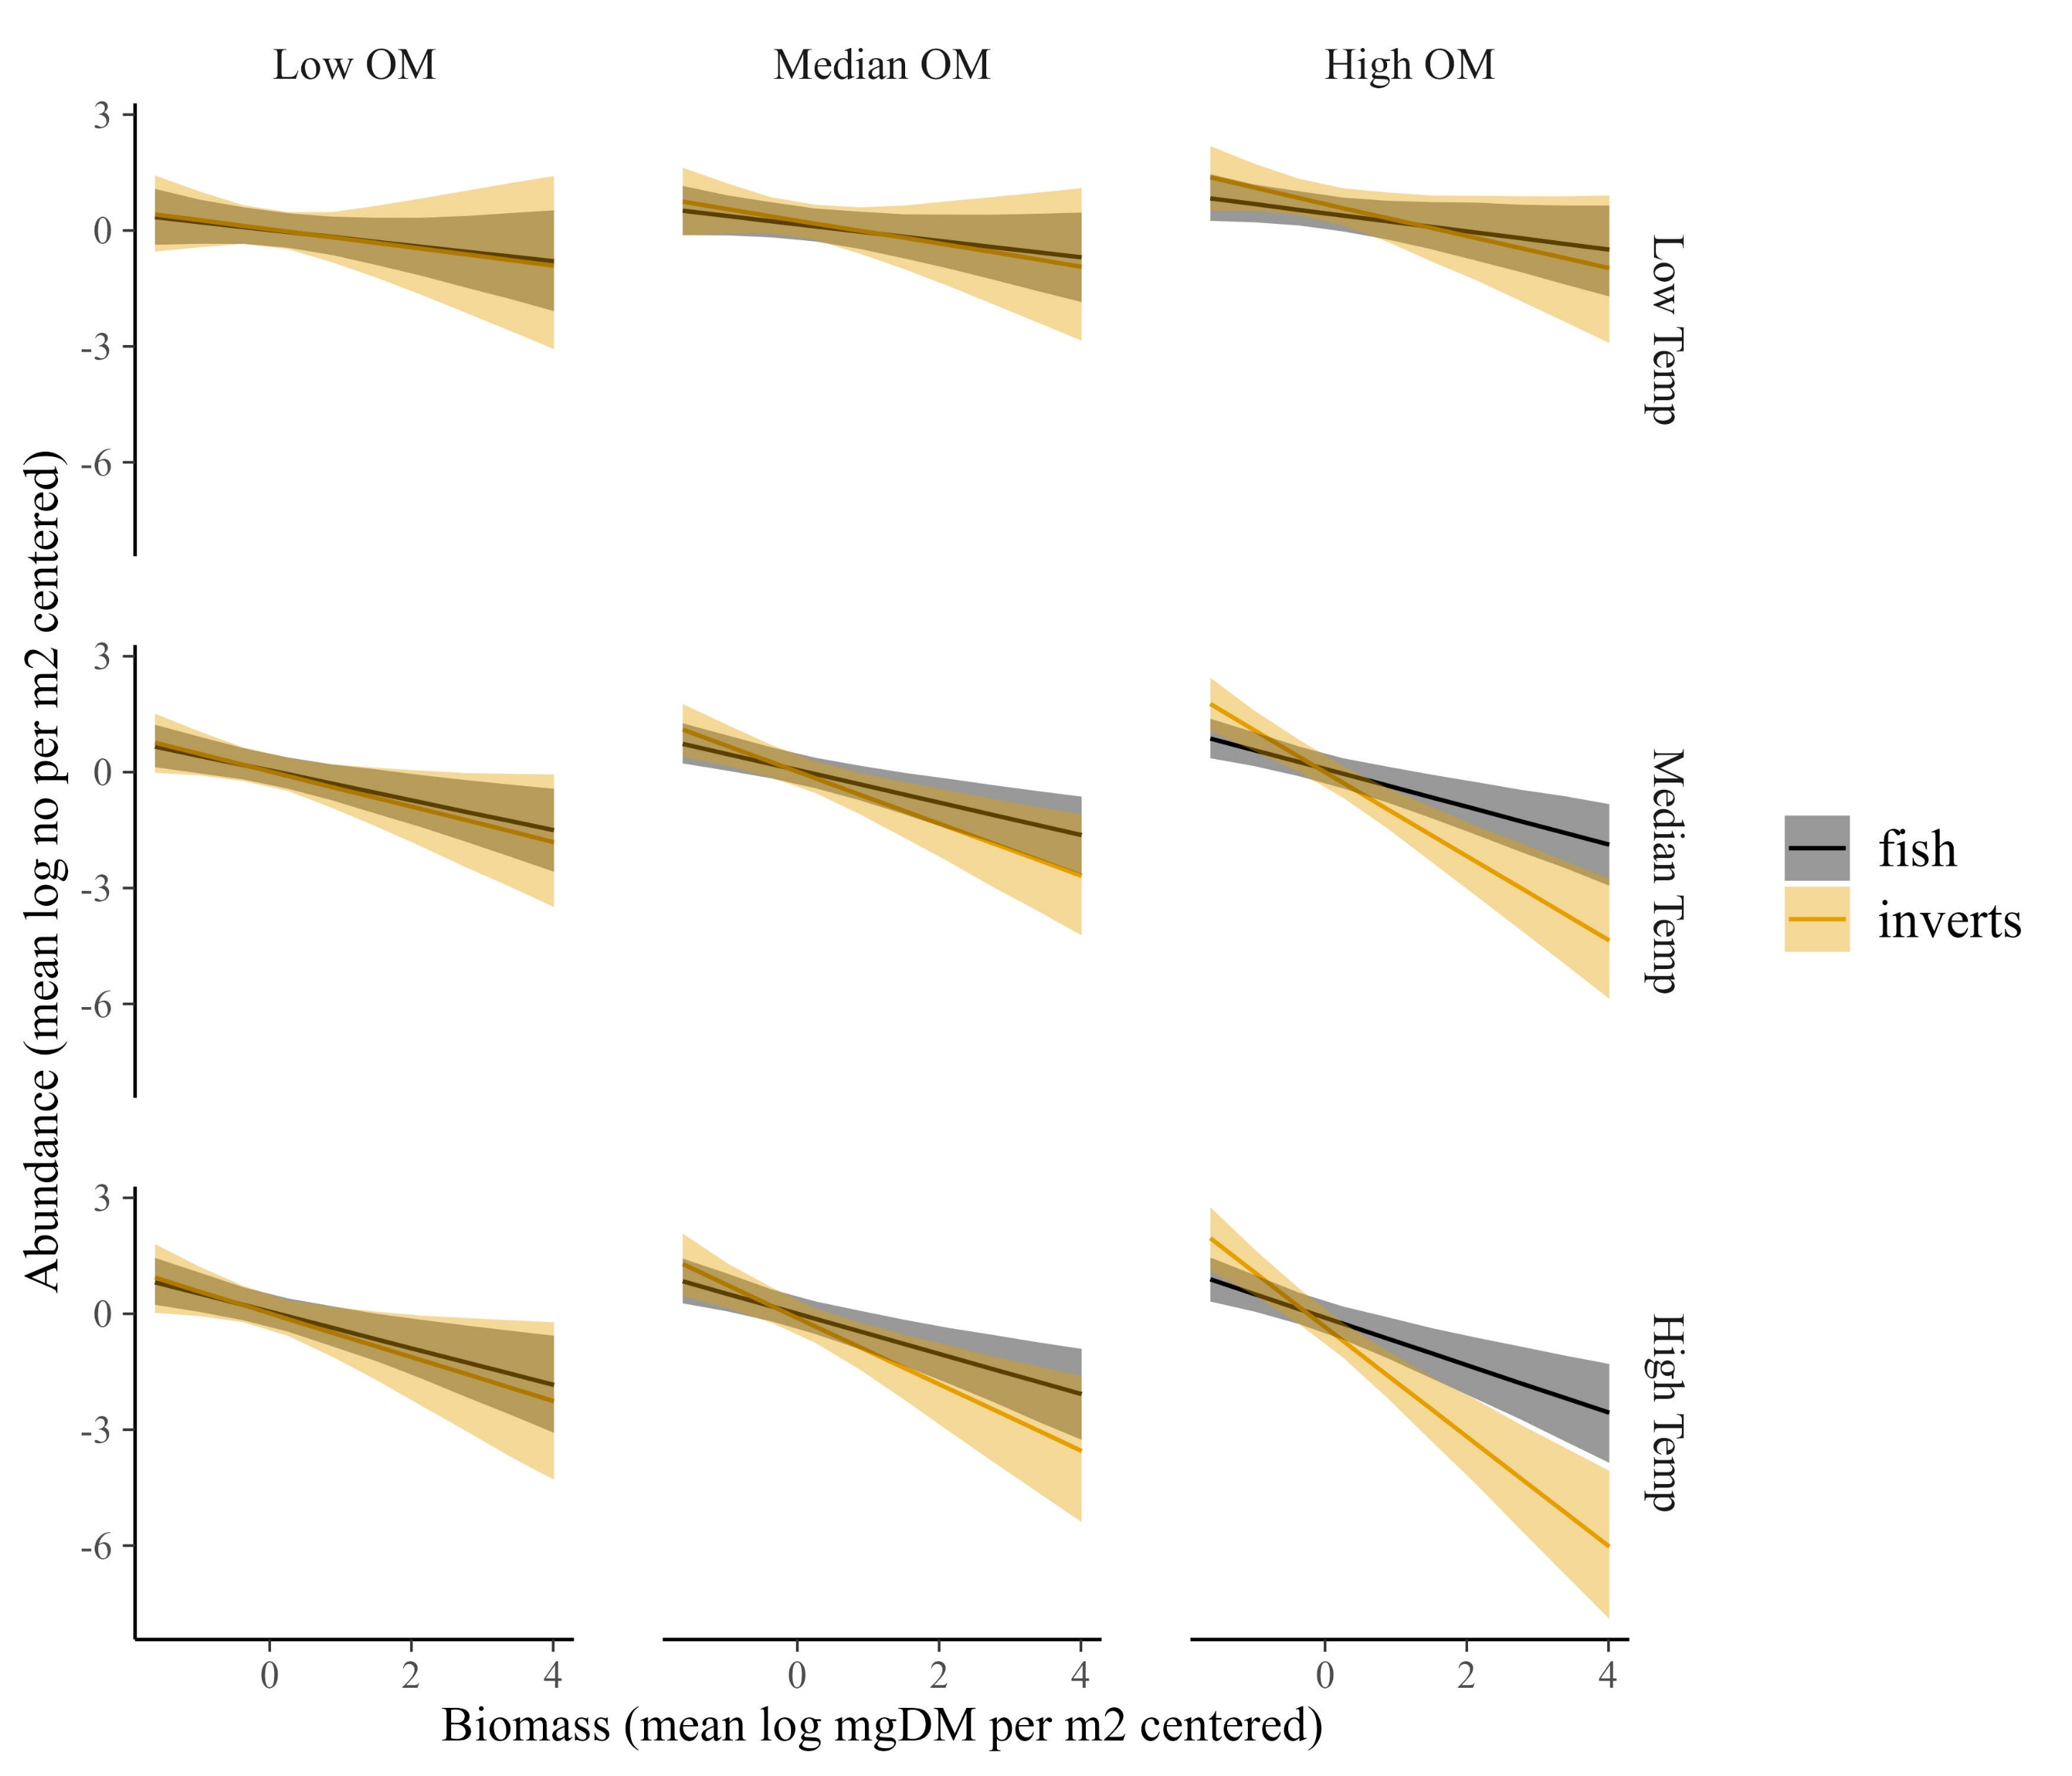 Low OM
Median OM
High OM
3
0
-3
-6
Low Temp
Abundance (mean log no per m2 centered)
3
0
-3
-6
Median Temp
fish
inverts
3
0
-3
-6
High Temp
0
2
4
0
2
4
0
2
4
Biomass (mean log mgDM per m2 centered)